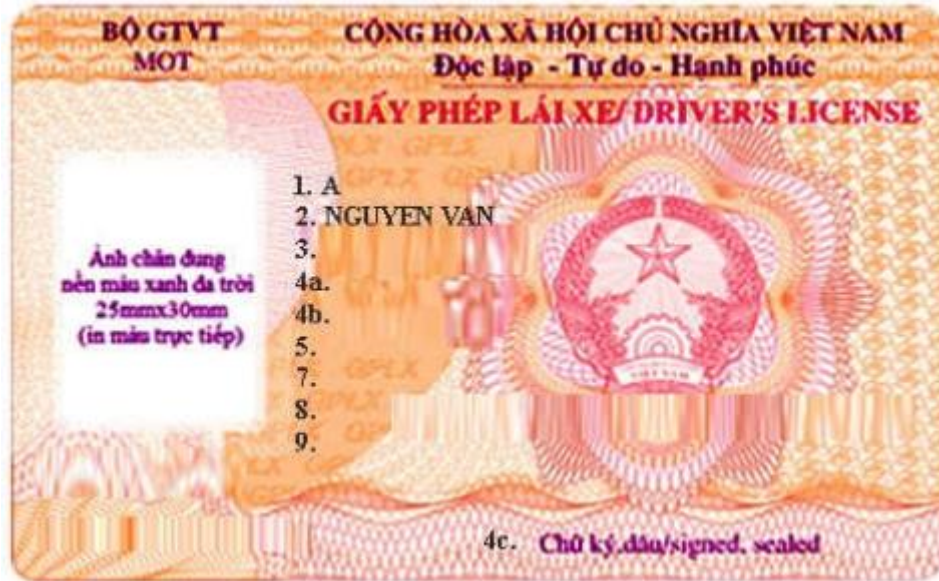 BỘ GTVT
MOT
CỘNG HÒA XÃ HỘI CHỦ NGHĨA VIỆT NAM
Độc lập - Tự do - Hạnh phúc
GIẤY PHÉP LÁI XE/ DRIVER'S LICENSE
Ảnh chân dung
nền màu xanh da trời
25mmx30mm
(in màu trực tiếp)
1. A
2. NGUYEN VAN
3.
4a.
4b.
5.
7.
8.
9.
VIỆT NAM
4c. Chữ ký,dấu/signed, sealed